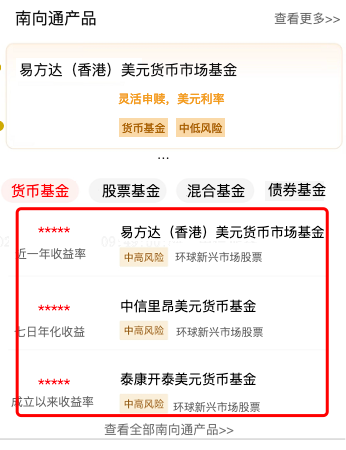 南向通产品 查看更多>>
易方达（香港）美元货币市场基金
灵活申赎，美元利率
货币基金 中低风险
...
货币基金 股票基金 混合基金 债券基金
***** 易方达（香港）美元货币市场基金
近一年收益率 中高风险 环球新兴市场股票
***** 中信里昂美元货币基金
七日年化收益 中高风险 环球新兴市场股票
***** 泰康开泰美元货币基金
成立以来收益率 中高风险 环球新兴市场股票
查看全部南向通产品>>